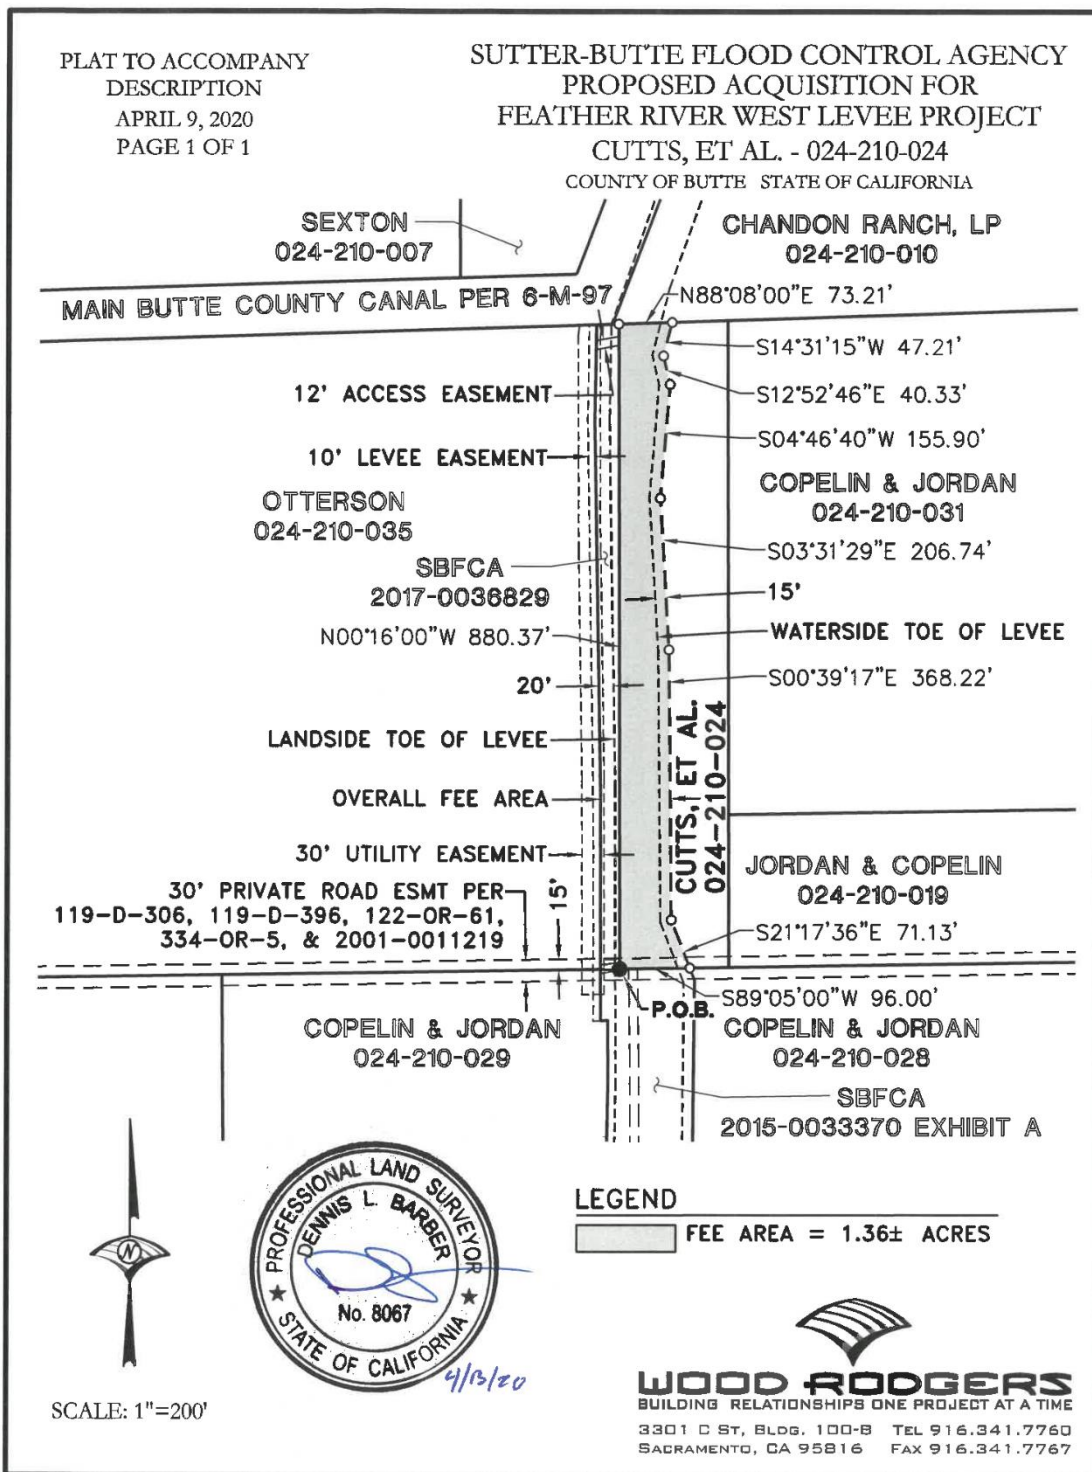 PLAT TO ACCOMPANY
DESCRIPTION
APRIL 9, 2020
PAGE 1 OF 1
SUTTER-BUTTE FLOOD CONTROL AGENCY
PROPOSED ACQUISITION FOR
FEATHER RIVER WEST LEVEE PROJECT
CUTTS, ET AL. - 024-210-024
COUNTY OF BUTTE STATE OF CALIFORNIA
SEXTON
024-210-007
CHANDON RANCH, LP
024-210-010
MAIN BUTTE COUNTY CANAL PER 6-M-97
N88°08'00"E 73.21'
S14°31'15"W 47.21'
12' ACCESS EASEMENT
S12°52'46"E 40.33'
S04°46'40"W 155.90'
10' LEVEE EASEMENT
COPELIN & JORDAN
024-210-031
OTTERSON
024-210-035
S03°31'29"E 206.74'
SBFCA
2017-0036829
15'
N00°16'00"W 880.37'
WATERSIDE TOE OF LEVEE
S00°39'17"E 368.22'
20'
LANDSIDE TOE OF LEVEE
CUTTS, ET AL.
024-210-024
OVERALL FEE AREA
30' UTILITY EASEMENT
JORDAN & COPELIN
024-210-019
30' PRIVATE ROAD ESMT PER
119-D-306, 119-D-396, 122-OR-61,
334-OR-5, & 2001-0011219
15'
S21°17'36"E 71.13'
S89°05'00"W 96.00'
P.O.B.
COPELIN & JORDAN
024-210-029
COPELIN & JORDAN
024-210-028
SBFCA
2015-0033370 EXHIBIT A
PROFESSIONAL LAND SURVEYOR
DENNIS L. BARBER
No. 8067
STATE OF CALIFORNIA
4/13/20
N
SCALE: 1"=200'
LEGEND
FEE AREA = 1.36± ACRES
WOOD RODGERS
BUILDING RELATIONSHIPS ONE PROJECT AT A TIME
3301 C ST, BLDG. 100-B TEL 916.341.7760
SACRAMENTO, CA 95816 FAX 916.341.7767